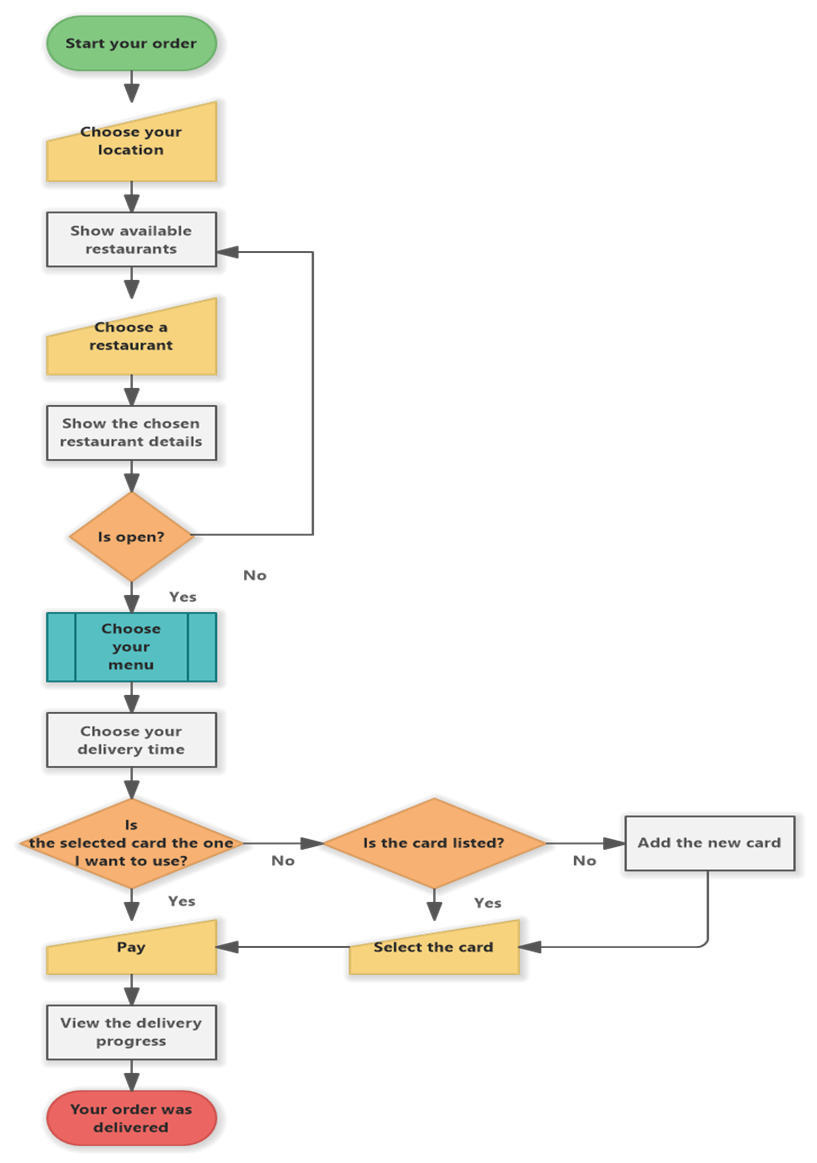 Start your order
Choose your
location
Show available
restaurants
Choose a
restaurant
Show the chosen
restaurant details
Is open?
No
Yes
Choose
your
menu
Choose your
delivery time
Is
the selected card the one
I want to use?
No
Is the card listed?
No
Add the new card
Yes
Yes
Pay
Select the card
View the delivery
progress
Your order was
delivered